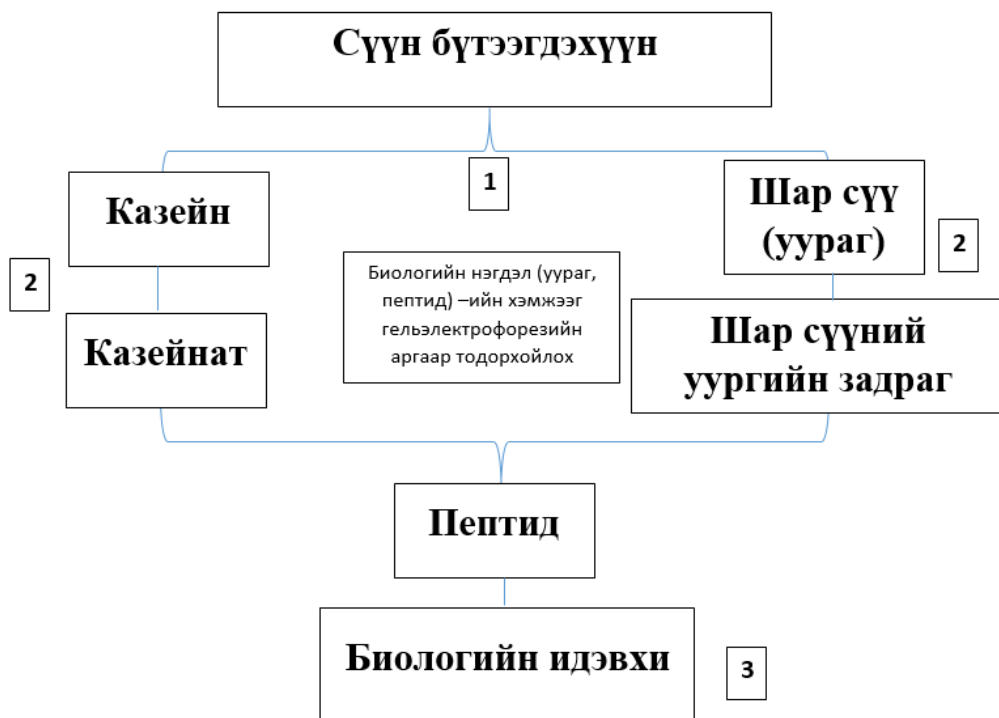 Сүүн бүтээгдэхүүн
1
Казейн
Шар сүү
(уураг)
2
2
Биологийн нэгдэл (уураг,
пептид) –ийн хэмжээг
гельэлектрофорезийн
аргаар тодорхойлох
Казейнат
Шар сүүний
уургийн задраг
Пептид
Биологийн идэвхи
3